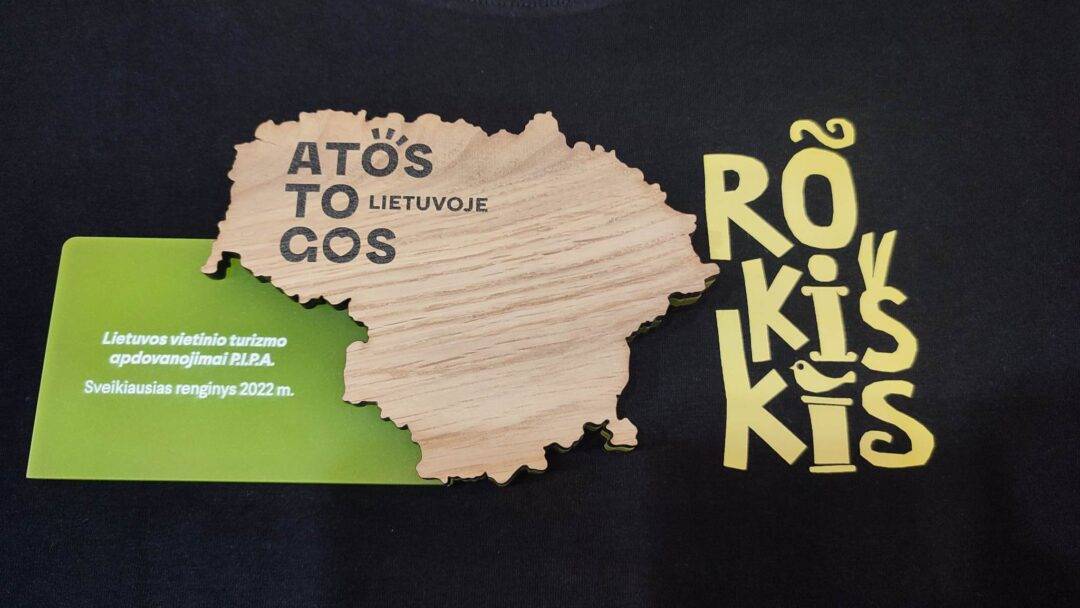 ATOS
TO
GOS
LIETUVOJE
Lietuvos vietinio turizmo
apdovanojimai P.I.P.A.
Sveikiausias renginys 2022 m.
RÕ
KIŠ
KIS